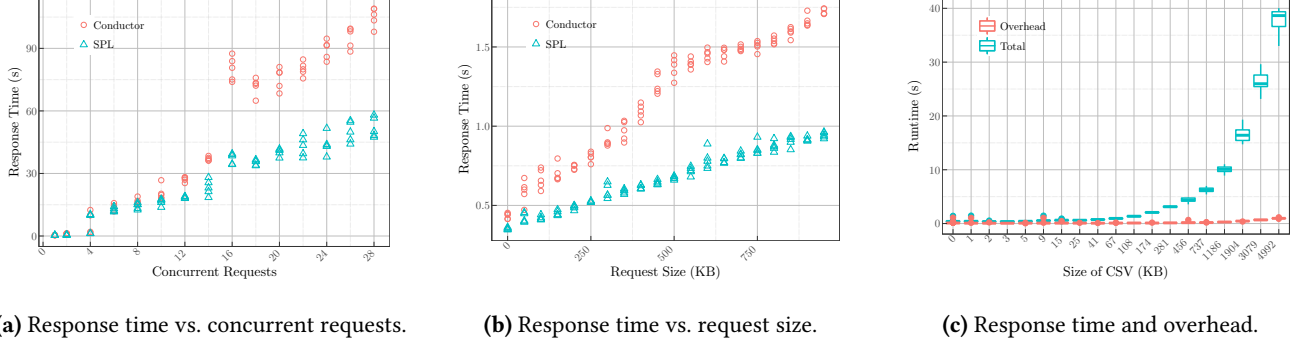 Response Time (s)
90
60
30
0
Conductor
SPL
0
4
8
12
16
20
24
28
Concurrent Requests
(a) Response time vs. concurrent requests.
Response Time (s)
1.5
1.0
0.5
Conductor
SPL
0
250
500
750
Request Size (KB)
(b) Response time vs. request size.
Runtime (s)
40
30
20
10
0
Overhead
Total
0
1
2
3
5
9
15
25
41
67
108
174
281
456
737
1186
1904
3079
4992
Size of CSV (KB)
(c) Response time and overhead.